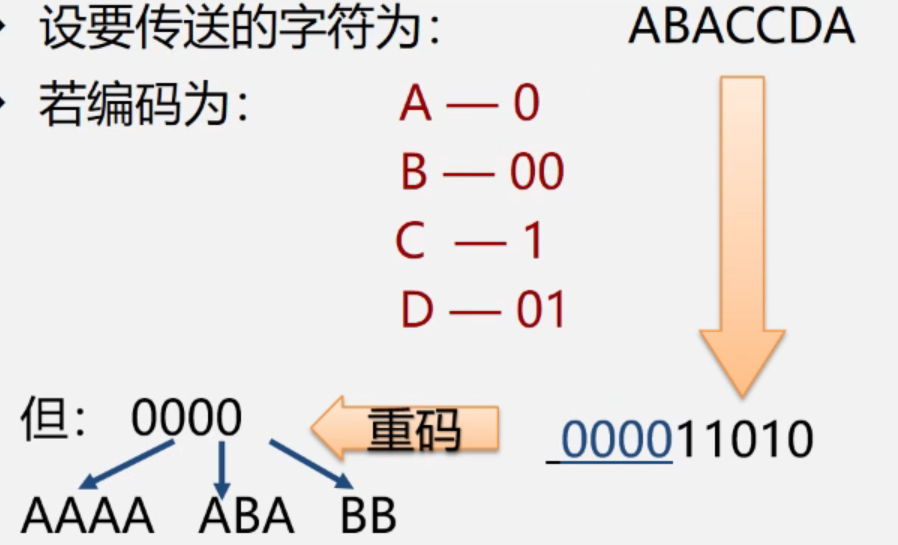 设要传送的字符为： ABACCDA
若编码为： A — 0
B — 00
C — 1
D — 01
但： 0000 重码 000011010
AAAA ABA BB